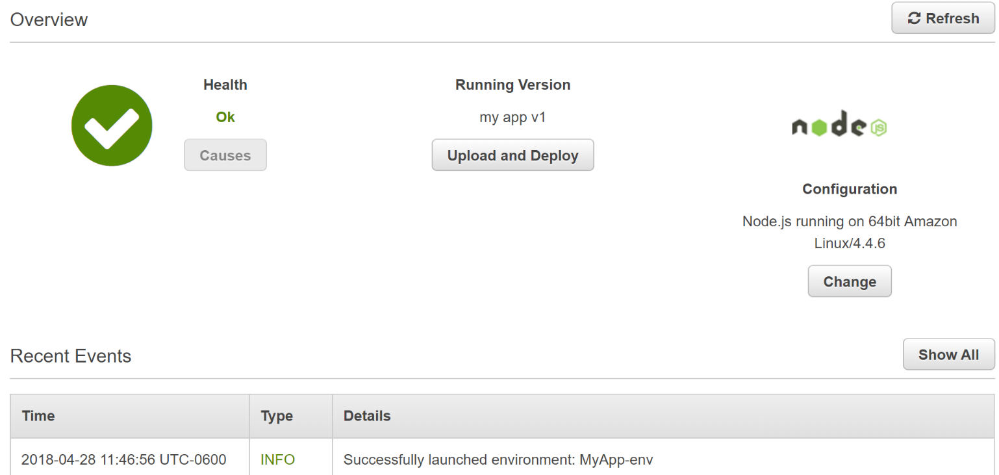 Overview
Refresh
Health
Ok
Causes
Running Version
my app v1
Upload and Deploy
node JS
Configuration
Node.js running on 64bit Amazon
Linux/4.4.6
Change
Recent Events
Show All
Time Type Details
2018-04-28 11:46:56 UTC-0600 INFO Successfully launched environment: MyApp-env